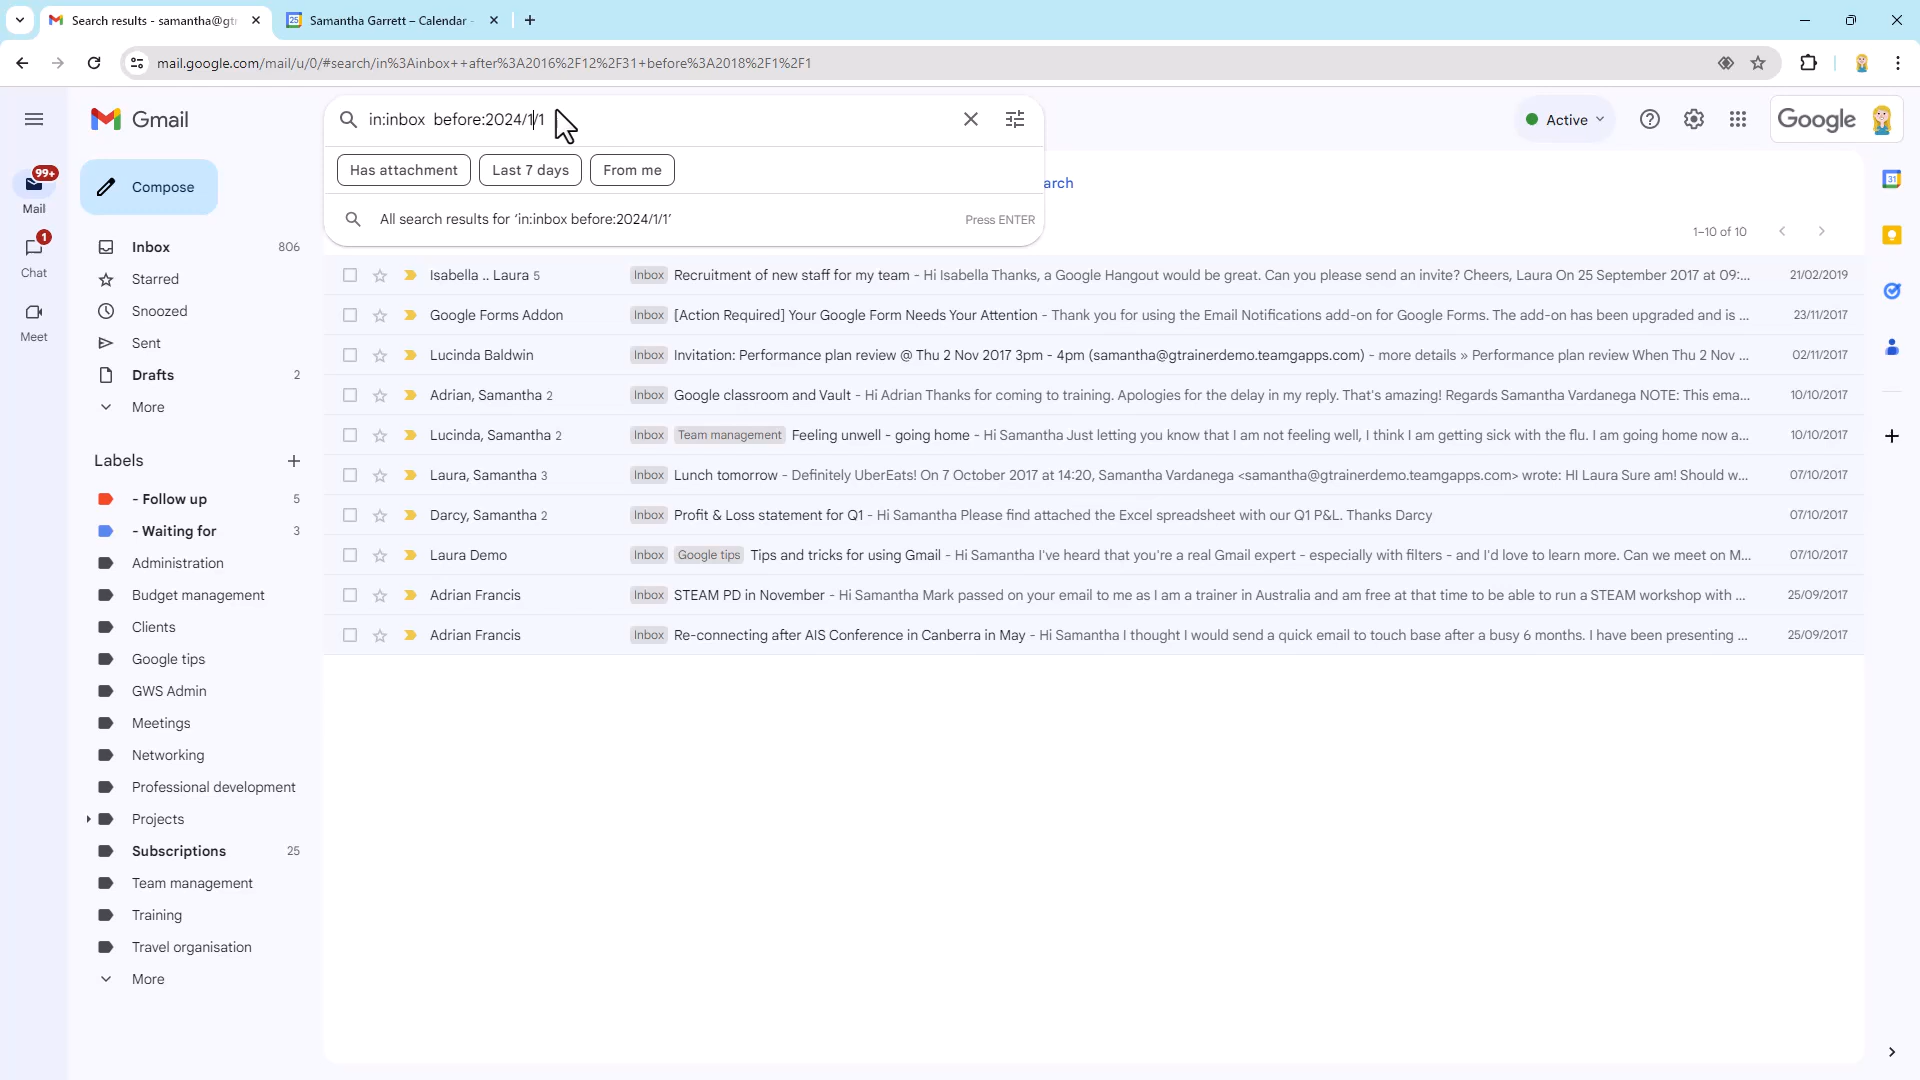 Search results - samantha@gtr
Samantha Garrett – Calendar -
mail.google.com/mail/u/0/#search/in%3Ainbox++after%3A2016%2F12%2F31+before%3A2018%2F1%2F1
Gmail
in:inbox  before:2024/1/1
Active
Google
Has attachment
Last 7 days
From me
All search results for ‘in:inbox before:2024/1/1’
Press ENTER
arch
1–10 of 10
99+
Mail
1
Chat
Meet
Compose
Inbox 806
Starred
Snoozed
Sent
Drafts 2
More
Labels
- Follow up 5
- Waiting for 3
Administration
Budget management
Clients
Google tips
GWS Admin
Meetings
Networking
Professional development
Projects
Subscriptions 25
Team management
Training
Travel organisation
More
Isabella .. Laura 5 Inbox Recruitment of new staff for my team - Hi Isabella Thanks, a Google Hangout would be great. Can you please send an invite? Cheers, Laura On 25 September 2017 at 09:... 21/02/2019
Google Forms Addon Inbox [Action Required] Your Google Form Needs Your Attention - Thank you for using the Email Notifications add-on for Google Forms. The add-on has been upgraded and is ... 23/11/2017
Lucinda Baldwin Inbox Invitation: Performance plan review @ Thu 2 Nov 2017 3pm - 4pm (samantha@gtrainerdemo.teamgapps.com) - more details » Performance plan review When Thu 2 Nov ... 02/11/2017
Adrian, Samantha 2 Inbox Google classroom and Vault - Hi Adrian Thanks for coming to training. Apologies for the delay in my reply. That's amazing! Regards Samantha Vardanega NOTE: This ema... 10/10/2017
Lucinda, Samantha 2 Inbox Team management Feeling unwell - going home - Hi Samantha Just letting you know that I am not feeling well, I think I am getting sick with the flu. I am going home now a... 10/10/2017
Laura, Samantha 3 Inbox Lunch tomorrow - Definitely UberEats! On 7 October 2017 at 14:20, Samantha Vardanega <samantha@gtrainerdemo.teamgapps.com> wrote: HI Laura Sure am! Should w... 07/10/2017
Darcy, Samantha 2 Inbox Profit & Loss statement for Q1 - Hi Samantha Please find attached the Excel spreadsheet with our Q1 P&L. Thanks Darcy 07/10/2017
Laura Demo Inbox Google tips Tips and tricks for using Gmail - Hi Samantha I've heard that you're a real Gmail expert - especially with filters - and I'd love to learn more. Can we meet on M... 07/10/2017
Adrian Francis Inbox STEAM PD in November - Hi Samantha Mark passed on your email to me as I am a trainer in Australia and am free at that time to be able to run a STEAM workshop with ... 25/09/2017
Adrian Francis Inbox Re-connecting after AIS Conference in Canberra in May - Hi Samantha I thought I would send a quick email to touch base after a busy 6 months. I have been presenting ... 25/09/2017